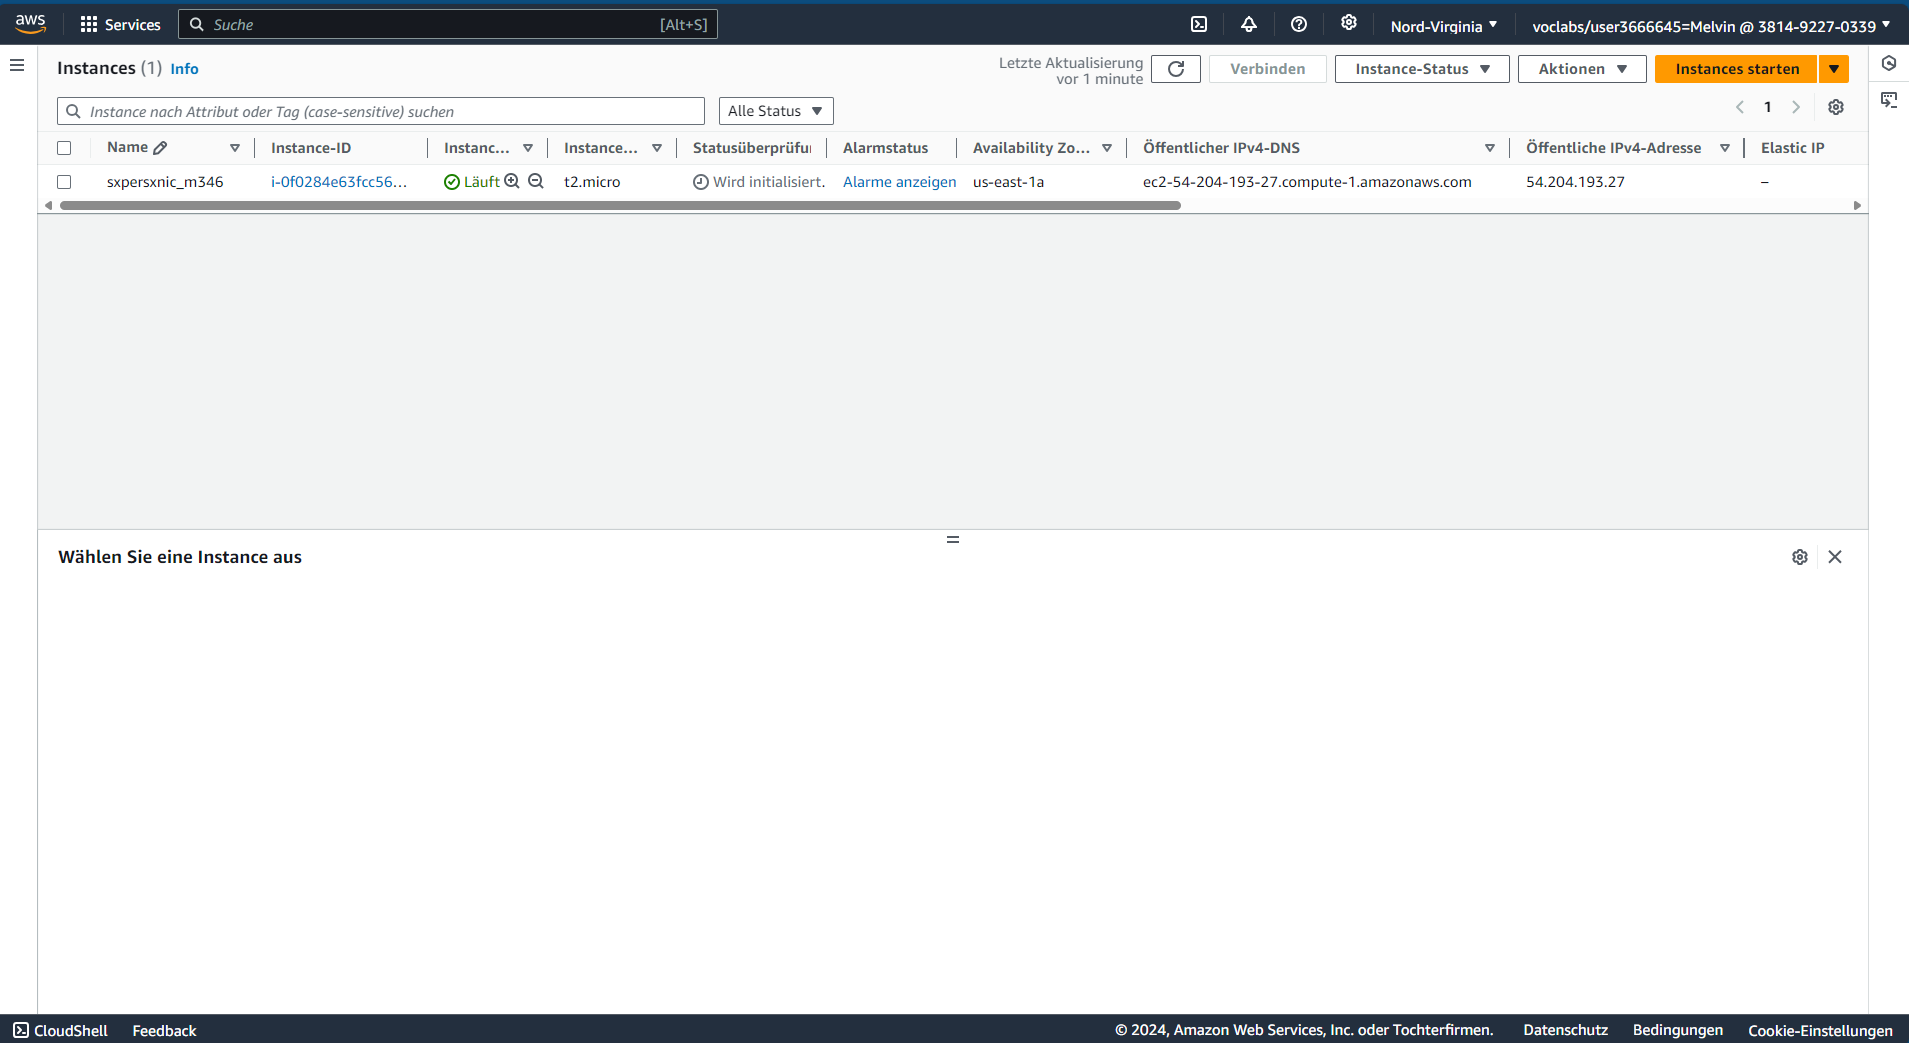 aws Services Suche [Alt+S] Nord-Virginia voclabs/user3666645=Melvin @ 3814-9227-0339
Instances (1) Info Letzte Aktualisierung vor 1 minute Verbinden Instance-Status Aktionen Instances starten
Instance nach Attribut oder Tag (case-sensitive) suchen Alle Status 1
Name Instance-ID Instanc... Instance... Statusüberprüfu Alarmstatus Availability Zo... Öffentlicher IPv4-DNS Öffentliche IPv4-Adresse Elastic IP
sxpersxnic_m346 i-0f0284e63fcc56... Läuft t2.micro Wird initialisiert. Alarme anzeigen us-east-1a ec2-54-204-193-27.compute-1.amazonaws.com 54.204.193.27 –
Wählen Sie eine Instance aus
CloudShell Feedback © 2024, Amazon Web Services, Inc. oder Tochterfirmen. Datenschutz Bedingungen Cookie-Einstellungen